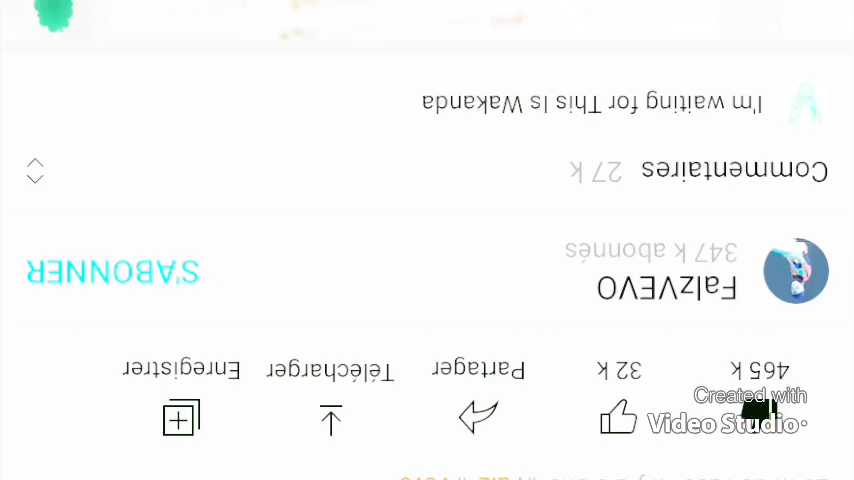 465 k 32 k Partager Télécharger Enregistrer
FalzVEVO
347 k abonnés
S'ABONNER
Commentaires 27 k
I'm waiting for This Is Wakanda
Created with
Video Studio